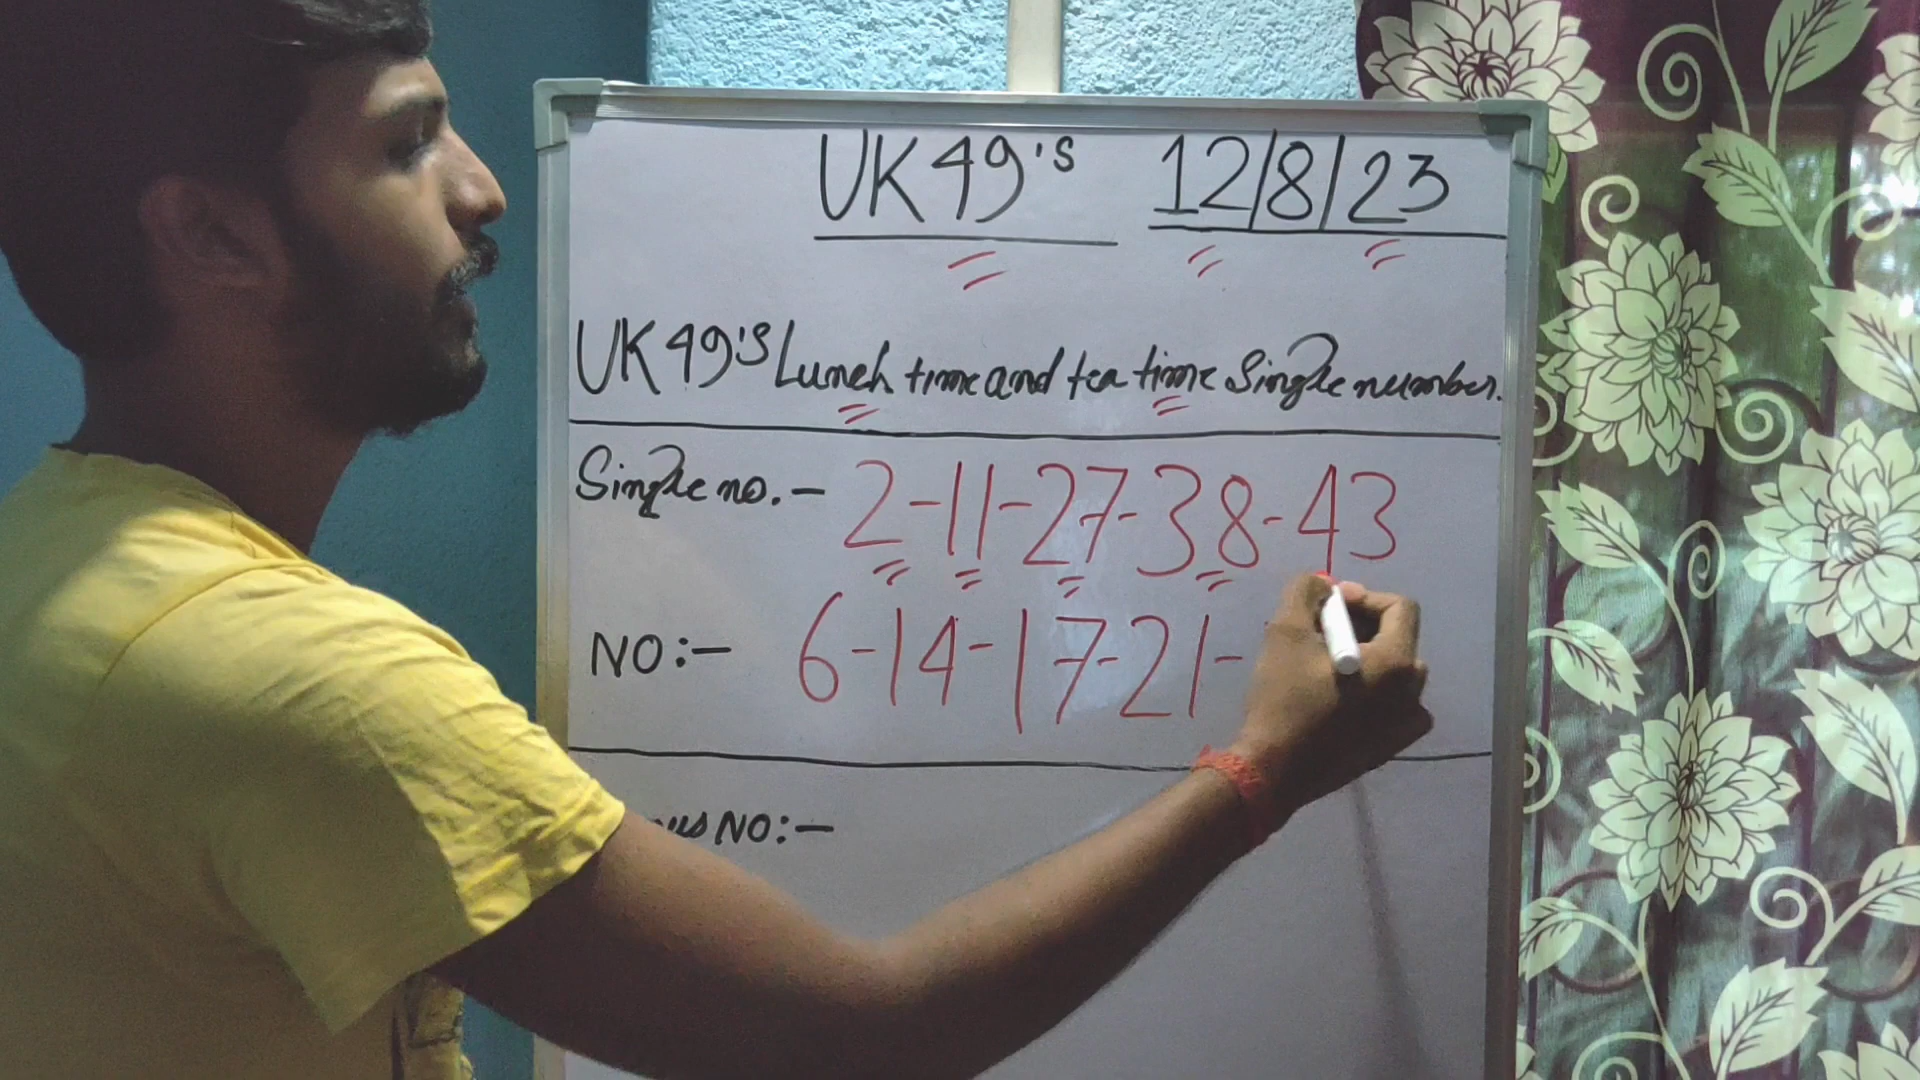 UK49's 12/8/23
UK49's Lunch time and tea time Single number.
Single no. - 2-11-27-38-43
NO:- 6-14-17-21-
NO:-